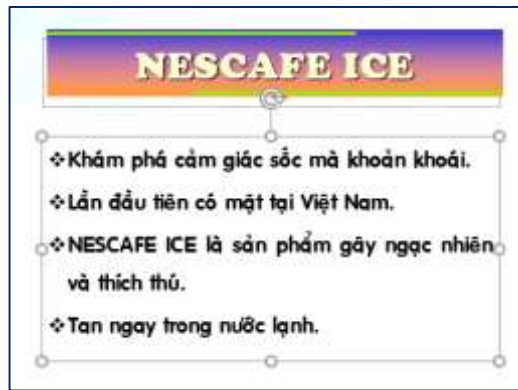 NESCAFE ICE
❖Khám phá cảm giác sốc mà khoản khoái.
❖Lần đầu tiên có mặt tại Việt Nam.
❖NESCAFE ICE là sản phẩm gây ngạc nhiên
và thích thú.
❖Tan ngay trong nước lạnh.